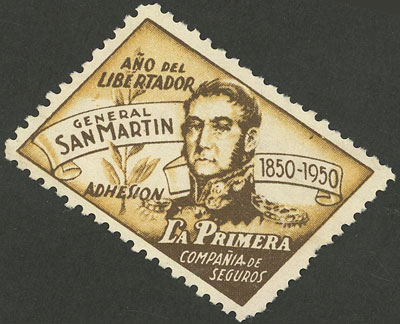 AÑO DEL
LIBERTADOR
GENERAL
SAN MARTIN
1850-1950
ADHESION
LA PRIMERA
COMPAÑIA DE
SEGUROS